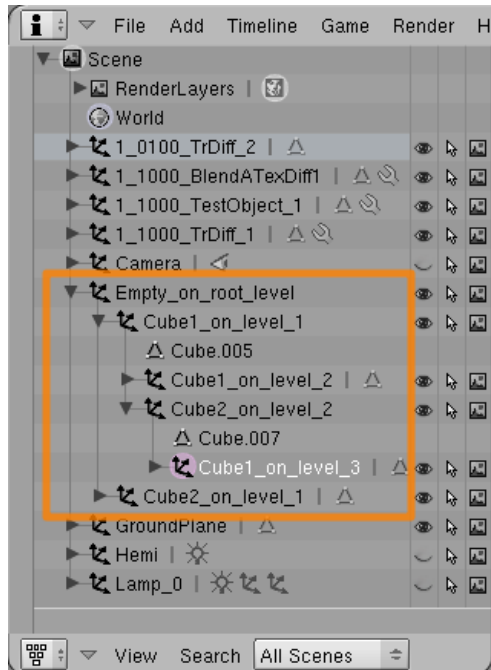 File Add Timeline Game Render H
Scene
RenderLayers |
World
1_0100_TrDiff_2 |
1_1000_BlendATexDiff1 |
1_1000_TestObject_1 |
1_1000_TrDiff_1 |
Camera |
Empty_on_root_level
Cube1_on_level_1
Cube.005
Cube1_on_level_2 |
Cube2_on_level_2
Cube.007
Cube1_on_level_3 |
Cube2_on_level_1 |
GroundPlane |
Hemi |
Lamp_0 |
View Search All Scenes